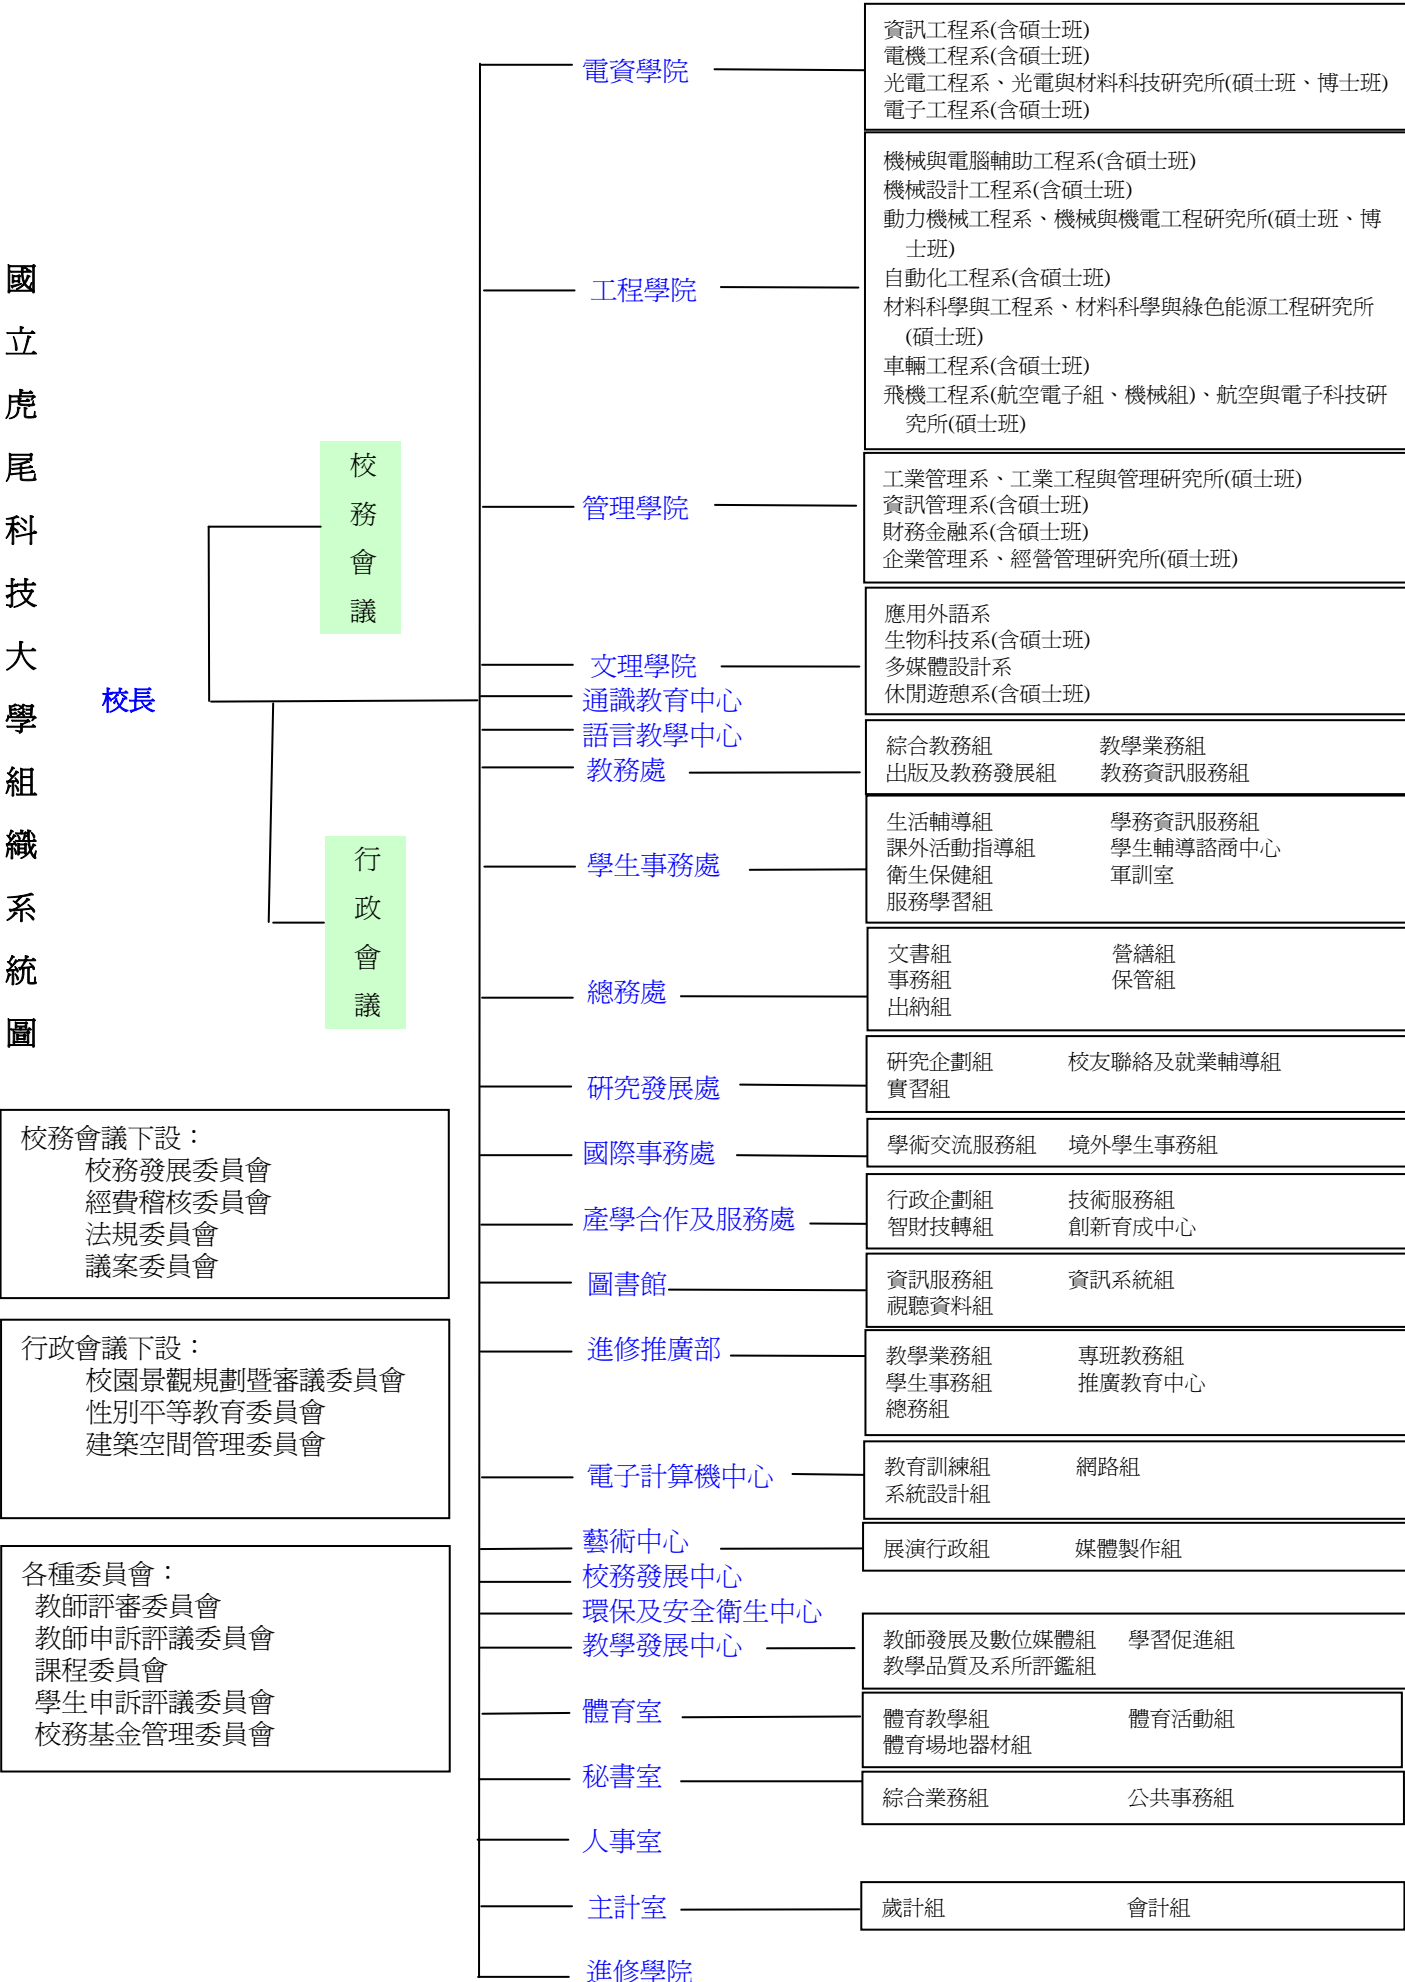 國立虎尾科技大學組織系統圖
校長
校務會議
行政會議
校務會議下設：
校務發展委員會
經費稽核委員會
法規委員會
議案委員會
行政會議下設：
校園景觀規劃暨審議委員會
性別平等教育委員會
建築空間管理委員會
各種委員會：
教師評審委員會
教師申訴評議委員會
課程委員會
學生申訴評議委員會
校務基金管理委員會
電資學院
資訊工程系(含碩士班)
電機工程系(含碩士班)
光電工程系、光電與材料科技研究所(碩士班、博士班)
電子工程系(含碩士班)
工程學院
機械與電腦輔助工程系(含碩士班)
機械設計工程系(含碩士班)
動力機械工程系、機械與機電工程研究所(碩士班、博
士班)
自動化工程系(含碩士班)
材料科學與工程系、材料科學與綠色能源工程研究所
(碩士班)
車輛工程系(含碩士班)
飛機工程系(航空電子組、機械組)、航空與電子科技研
究所(碩士班)
管理學院
工業管理系、工業工程與管理研究所(碩士班)
資訊管理系(含碩士班)
財務金融系(含碩士班)
企業管理系、經營管理研究所(碩士班)
文理學院
應用外語系
生物科技系(含碩士班)
多媒體設計系
休閒遊憩系(含碩士班)
通識教育中心
語言教學中心
教務處
綜合教務組 教學業務組
出版及教務發展組 教務資訊服務組
學生事務處
生活輔導組 學務資訊服務組
課外活動指導組 學生輔導諮商中心
衛生保健組 軍訓室
服務學習組
總務處
文書組 營繕組
事務組 保管組
出納組
研究發展處
研究企劃組 校友聯絡及就業輔導組
實習組
國際事務處
學術交流服務組 境外學生事務組
產學合作及服務處
行政企劃組 技術服務組
智財技轉組 創新育成中心
圖書館
資訊服務組 資訊系統組
視聽資料組
進修推廣部
教學業務組 專班教務組
學生事務組 推廣教育中心
總務組
電子計算機中心
教育訓練組 網路組
系統設計組
藝術中心
展演行政組 媒體製作組
校務發展中心
環保及安全衛生中心
教學發展中心
教師發展及數位媒體組 學習促進組
教學品質及系所評鑑組
體育室
體育教學組 體育活動組
體育場地器材組
秘書室
綜合業務組 公共事務組
人事室
主計室
歲計組 會計組
進修學院